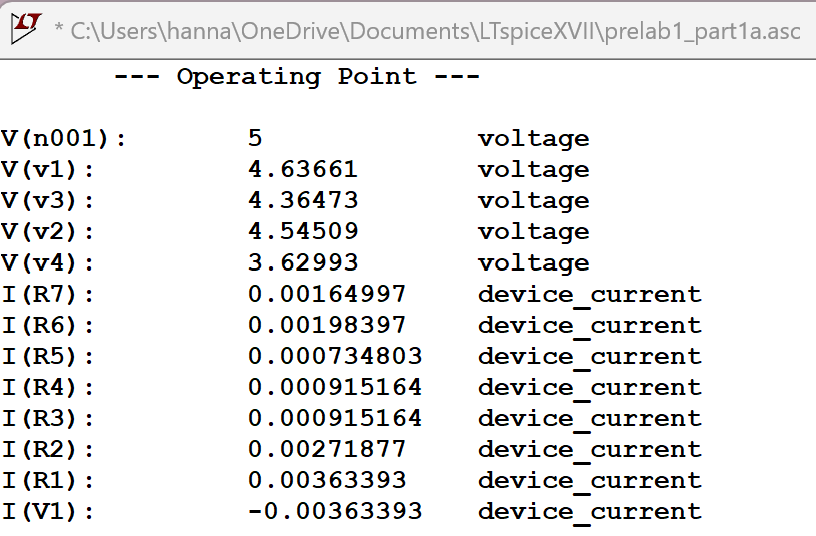 LT * C:\Users\hanna\OneDrive\Documents\LTspiceXVII\prelab1_part1a.asc
--- Operating Point ---
V(n001): 5 voltage
V(v1): 4.63661 voltage
V(v3): 4.36473 voltage
V(v2): 4.54509 voltage
V(v4): 3.62993 voltage
I(R7): 0.00164997 device_current
I(R6): 0.00198397 device_current
I(R5): 0.000734803 device_current
I(R4): 0.000915164 device_current
I(R3): 0.000915164 device_current
I(R2): 0.00271877 device_current
I(R1): 0.00363393 device_current
I(V1): -0.00363393 device_current